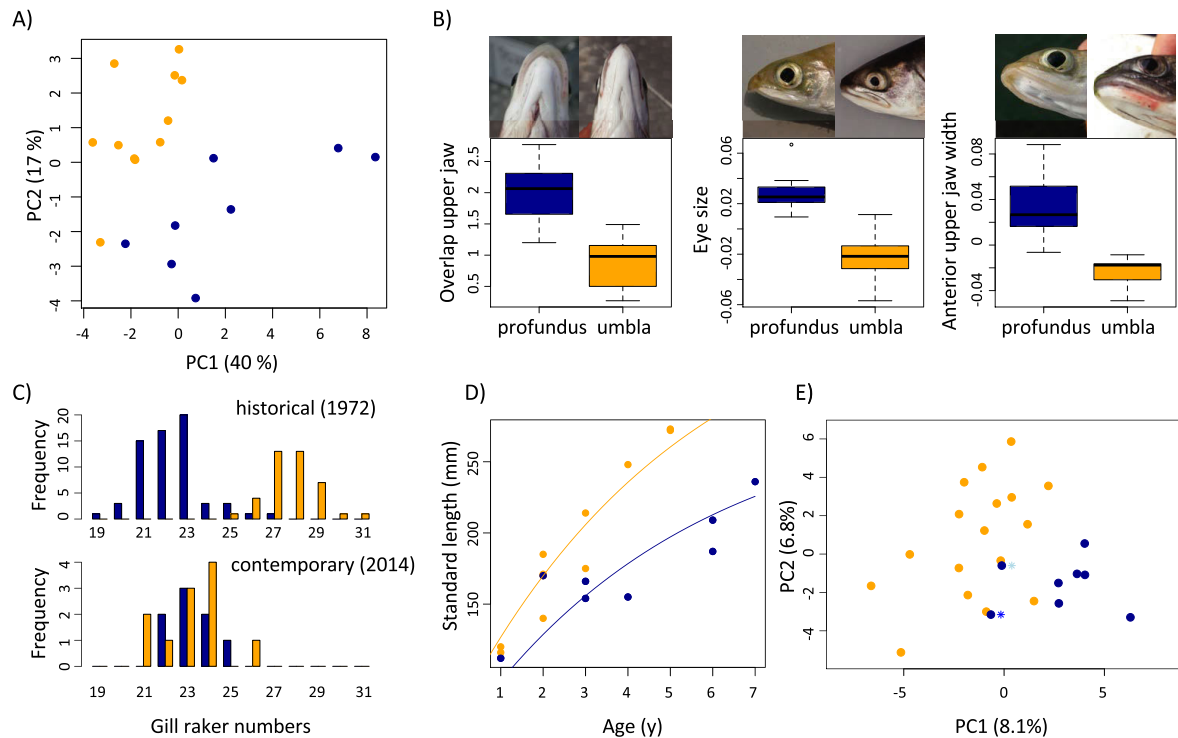 A)
3
2
1
0
-1
-2
-3
-4
PC2 (17 %)
-4 -2 0 2 4 6 8
PC1 (40 %)
B)
Overlap upper jaw
2.5
2
1.5
1
0.5
profundus umbla
Eye size
0.06
0.02
-0.02
-0.06
profundus umbla
Anterior upper jaw width
0.08
0.04
0
-0.04
profundus umbla
C)
historical (1972)
Frequency
20
15
10
5
0
19 21 23 25 27 29 31
contemporary (2014)
Frequency
4
3
2
1
0
19 21 23 25 27 29 31
Gill raker numbers
D)
Standard length (mm)
250
200
150
1 2 3 4 5 6 7
Age (y)
E)
PC2 (6.8%)
6
4
2
0
-2
-4
-5 0 5
PC1 (8.1%)